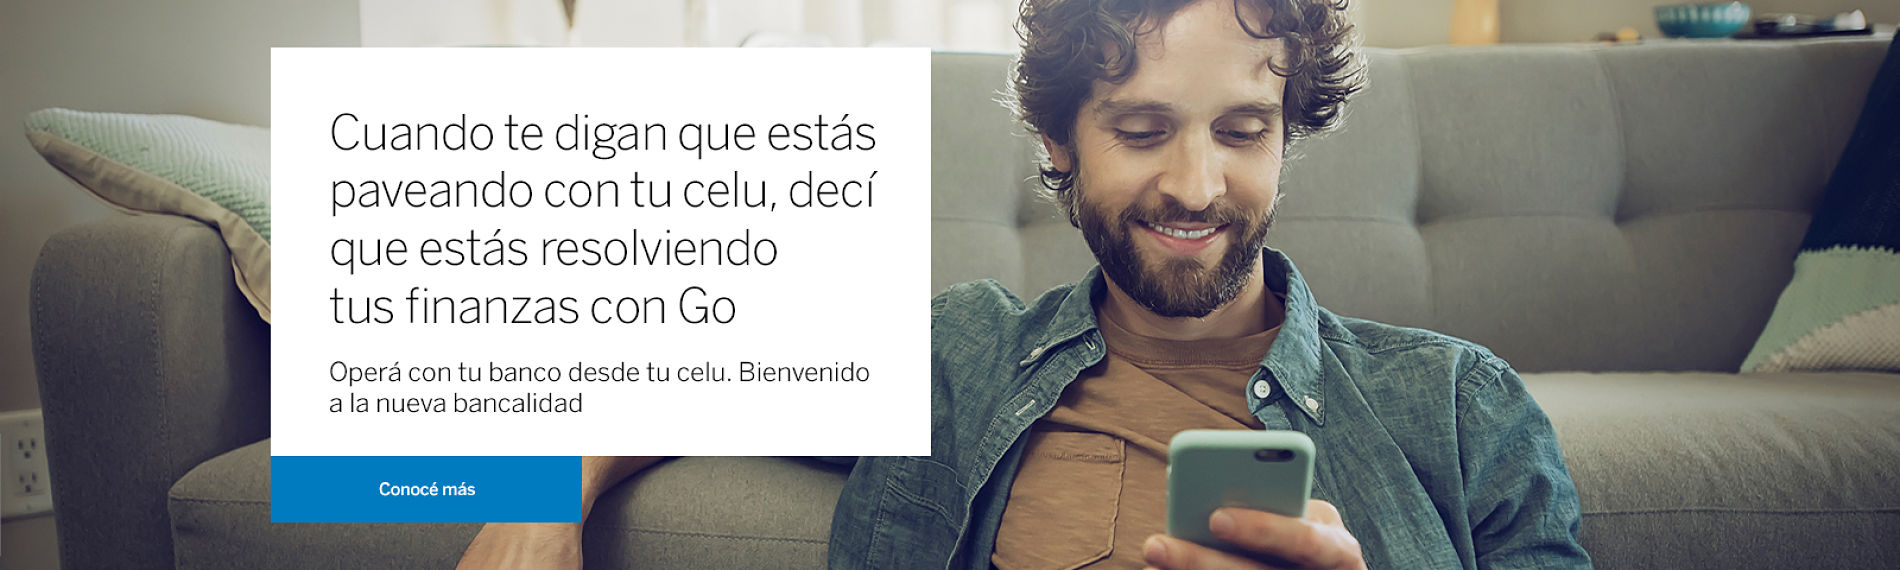 Cuando te digan que estás
paveando con tu celu, decí
que estás resolviendo
tus finanzas con Go
Operá con tu banco desde tu celu. Bienvenido
a la nueva bancalidad
Conocé más